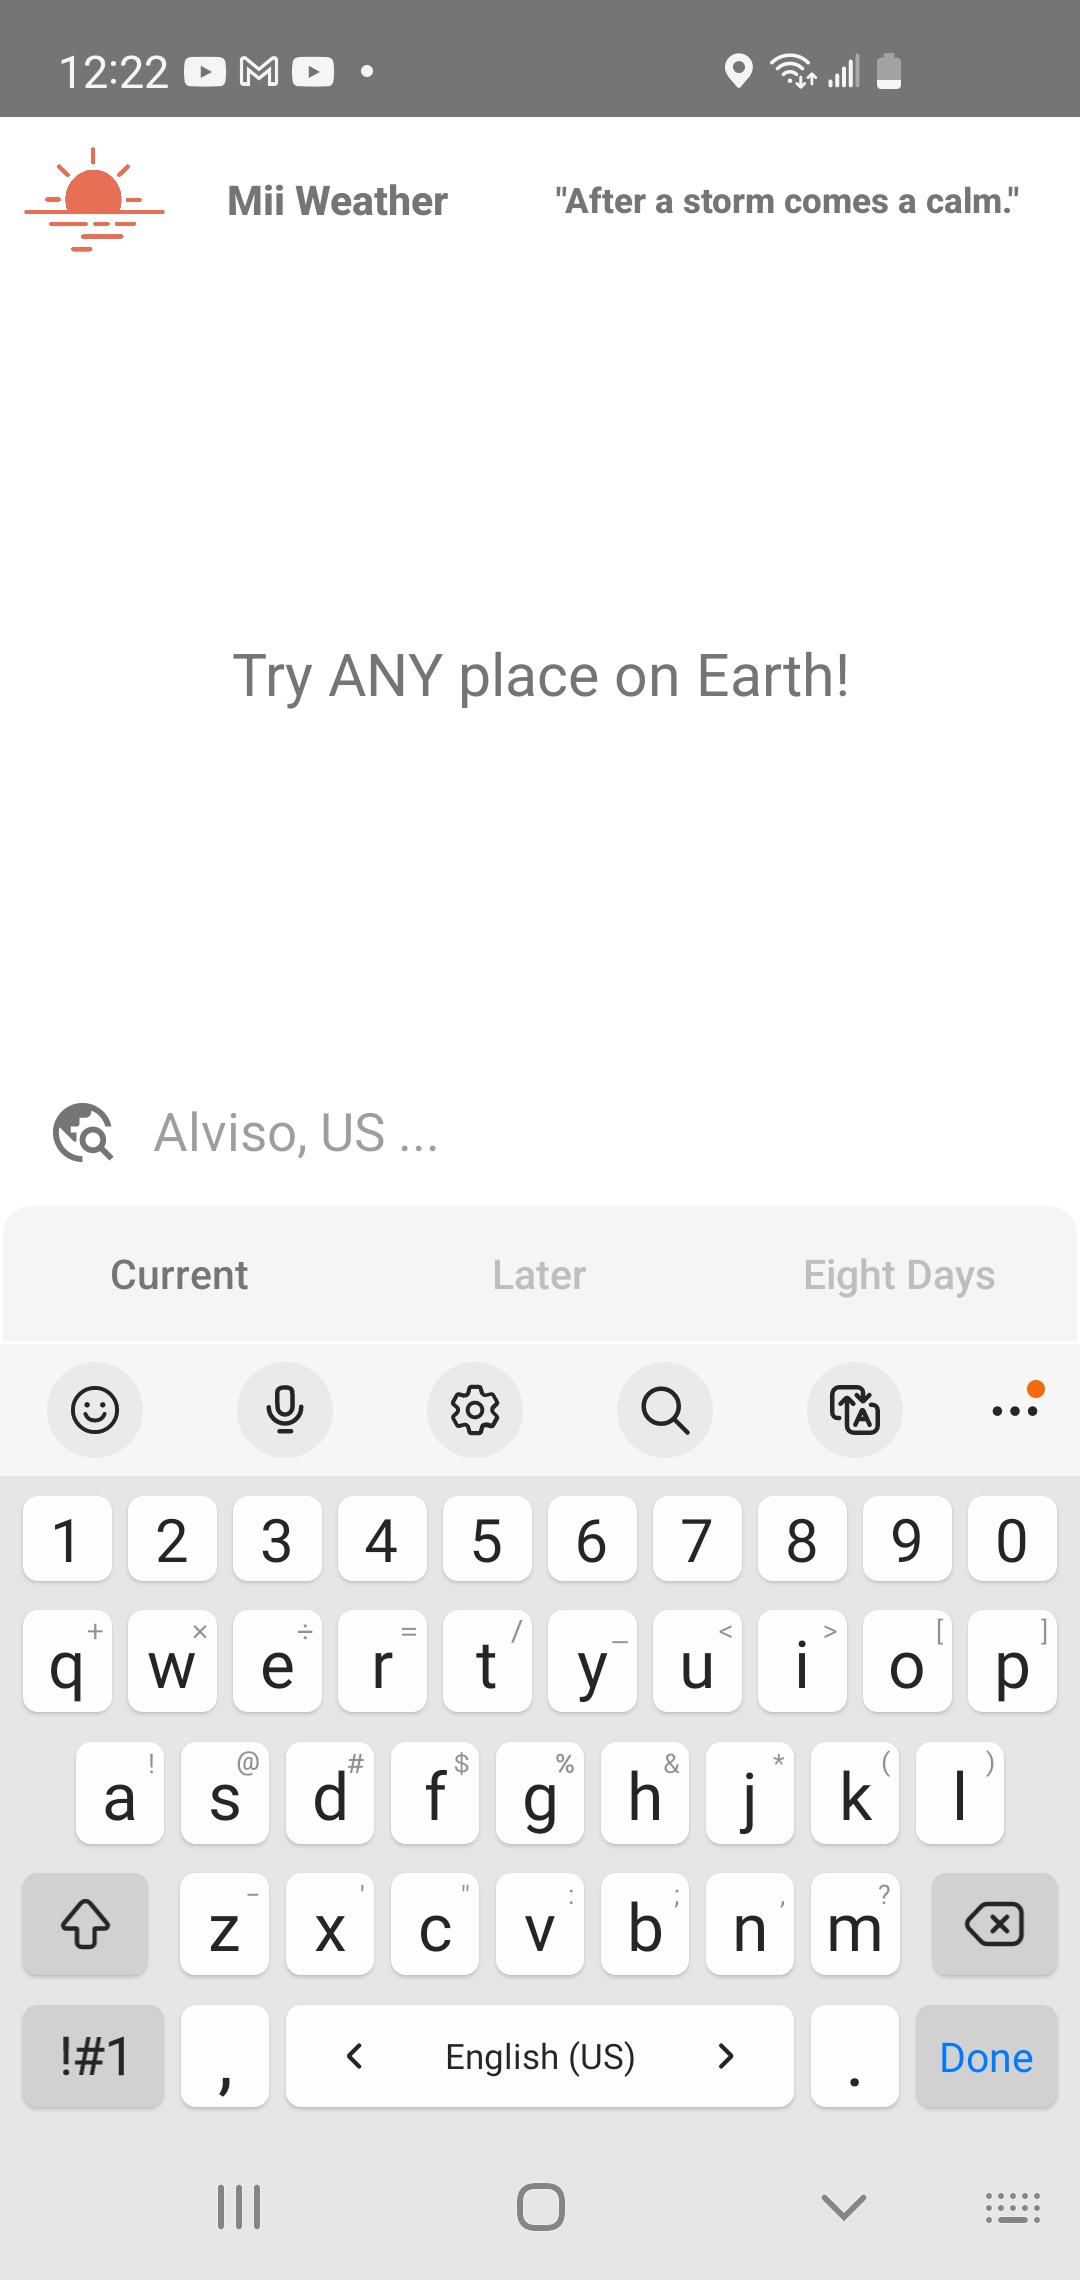 12:22
Mii Weather "After a storm comes a calm."
Try ANY place on Earth!
Alviso, US ...
Current Later Eight Days
1 2 3 4 5 6 7 8 9 0
+ × ÷ = / _ < > [ ]
q w e r t y u i o p
! @ # $ % & * ( )
a s d f g h j k l
- ' " : ; , ?
z x c v b n m
!#1 , < English (US) > . Done